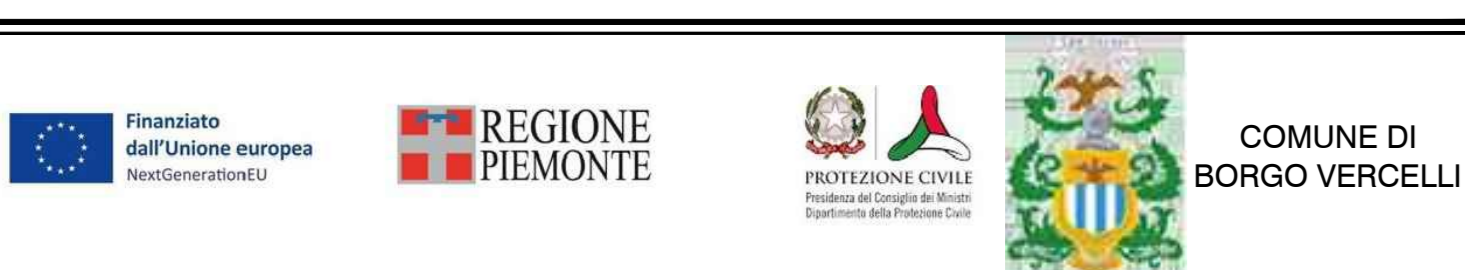 Finanziato
dall'Unione europea
NextGenerationEU
REGIONE
PIEMONTE
PROTEZIONE CIVILE
Presidenza del Consiglio dei Ministri
Dipartimento della Protezione Civile
COMUNE DI
BORGO VERCELLI